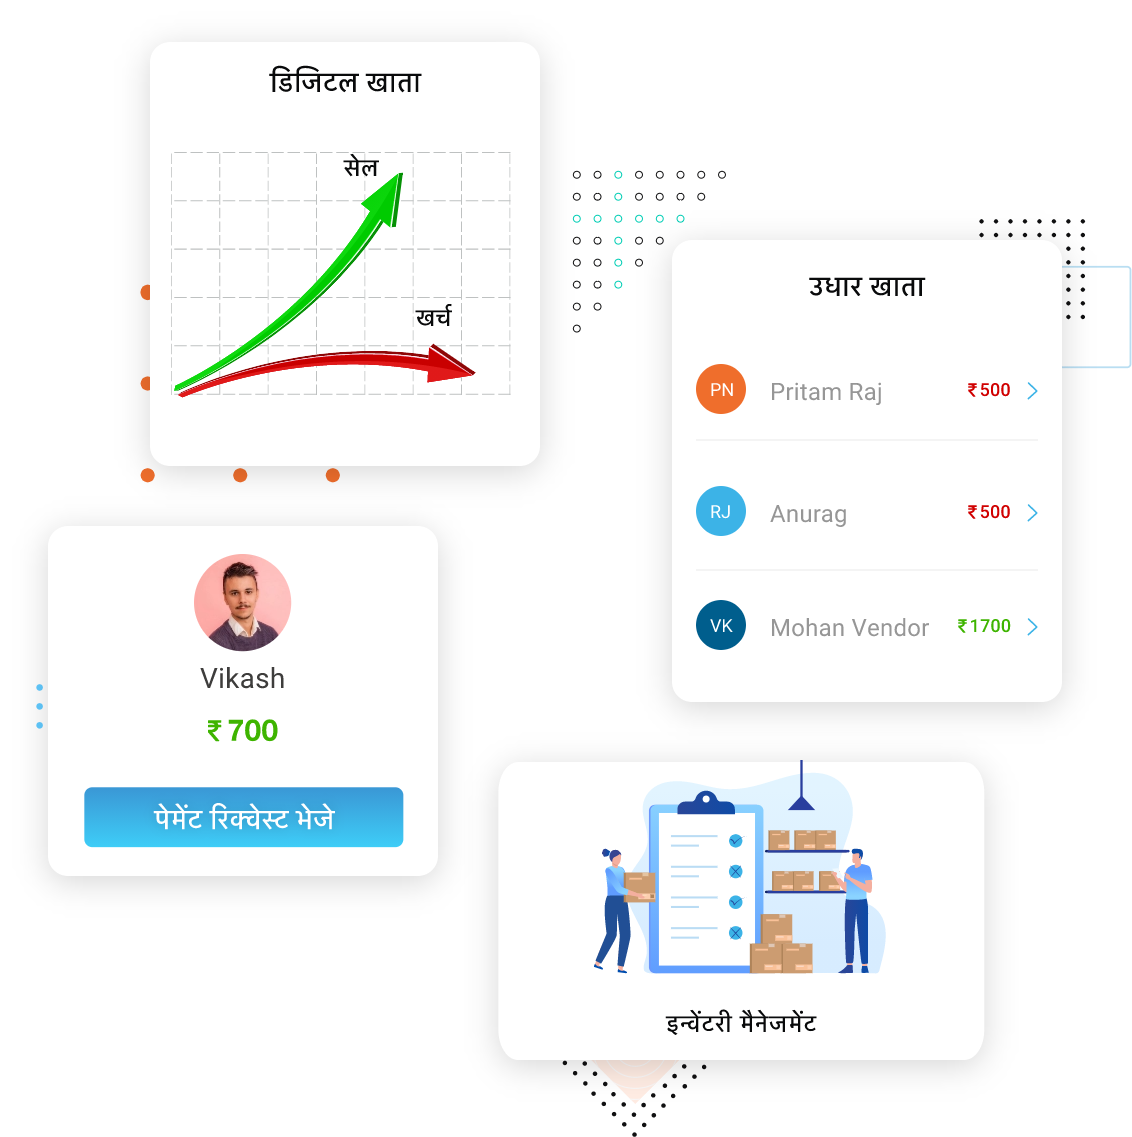 डिजिटल खाता
सेल
खर्च
उधार खाता
PN Pritam Raj ₹500
RJ Anurag ₹500
VK Mohan Vendor ₹1700
Vikash
₹ 700
पेमेंट रिक्वेस्ट भेजे
इन्वेंटरी मैनेजमेंट